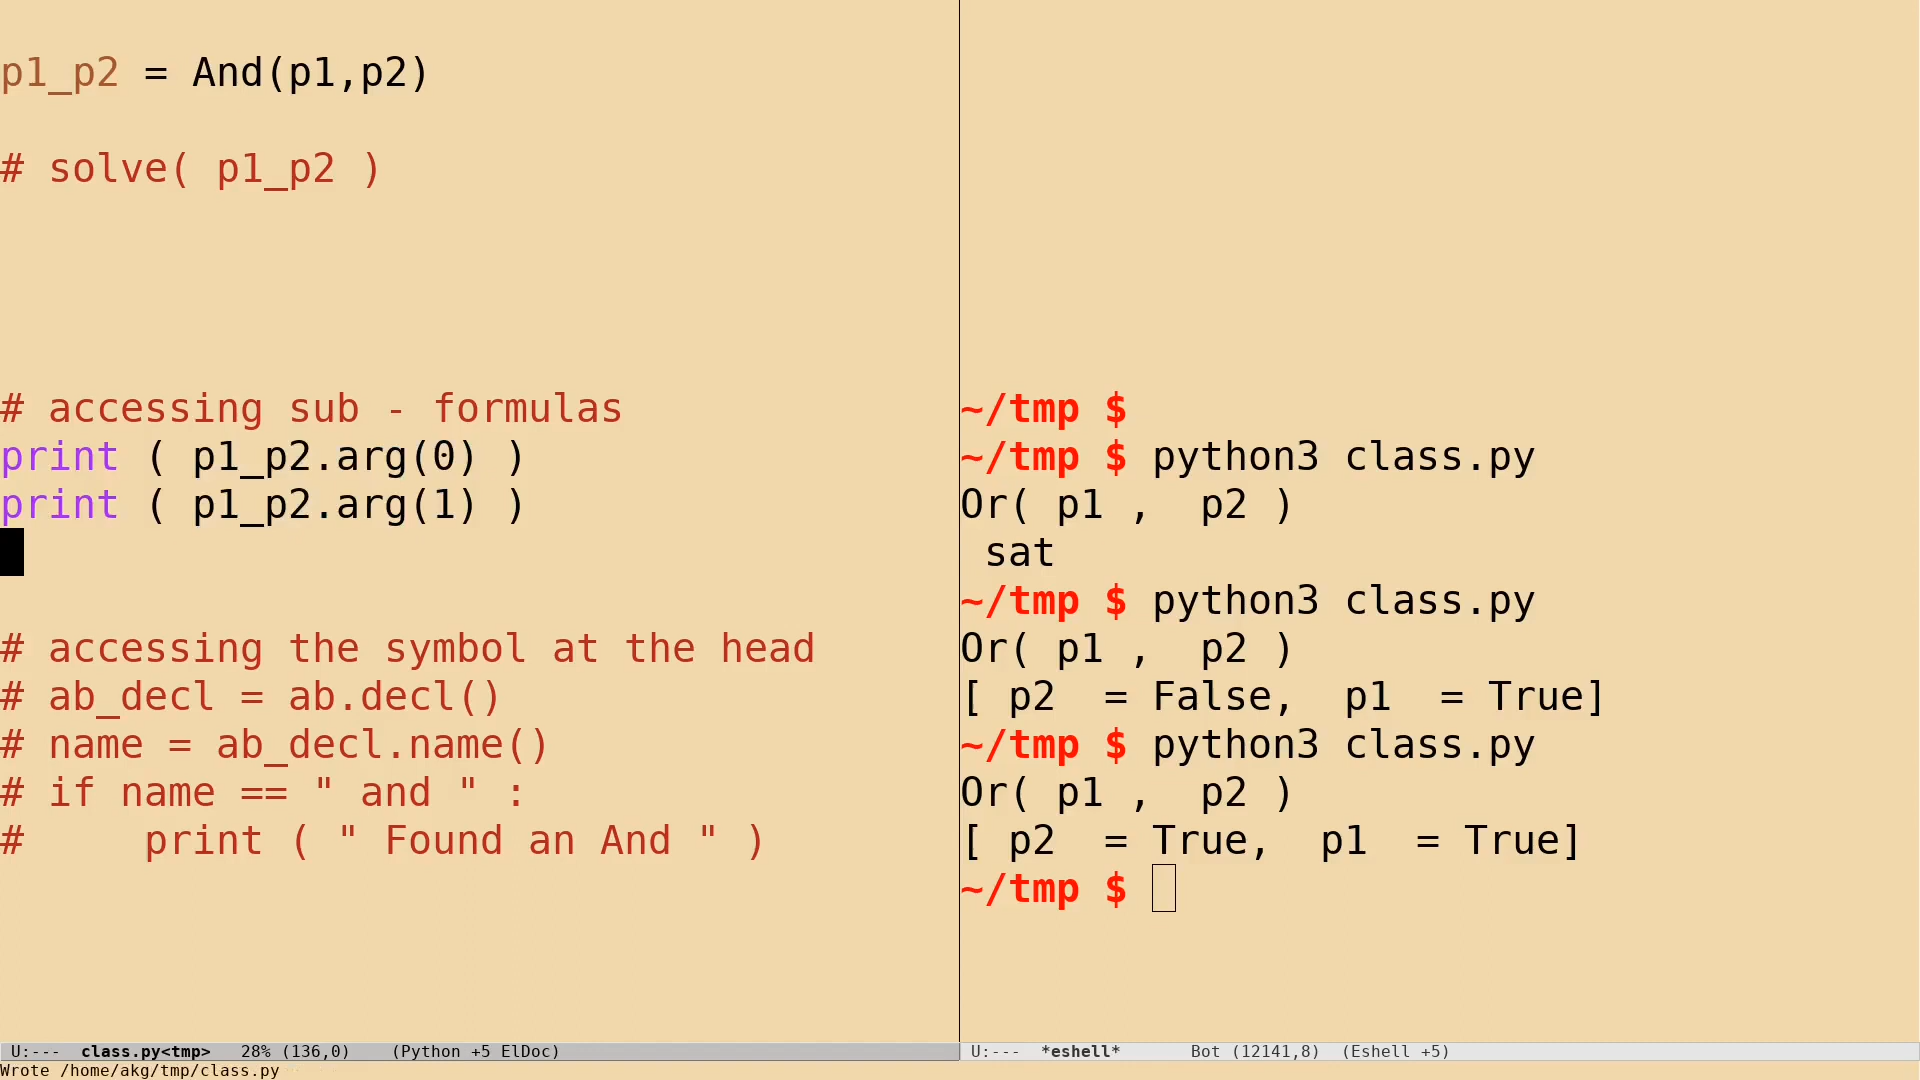 p1_p2 = And(p1,p2)
# solve( p1_p2 )
# accessing sub - formulas
print ( p1_p2.arg(0) )
print ( p1_p2.arg(1) )
# accessing the symbol at the head
# ab_decl = ab.decl()
# name = ab_decl.name()
# if name == " and " :
#     print ( " Found an And " )
~/tmp $
~/tmp $ python3 class.py
Or( p1 ,  p2 )
 sat
~/tmp $ python3 class.py
Or( p1 ,  p2 )
[ p2  = False,  p1  = True]
~/tmp $ python3 class.py
Or( p1 ,  p2 )
[ p2  = True,  p1  = True]
~/tmp $
U:---  class.py<tmp>   28% (136,0)    (Python +5 ElDoc)
U:---  *eshell*       Bot (12141,8)  (Eshell +5)
Wrote /home/akg/tmp/class.py